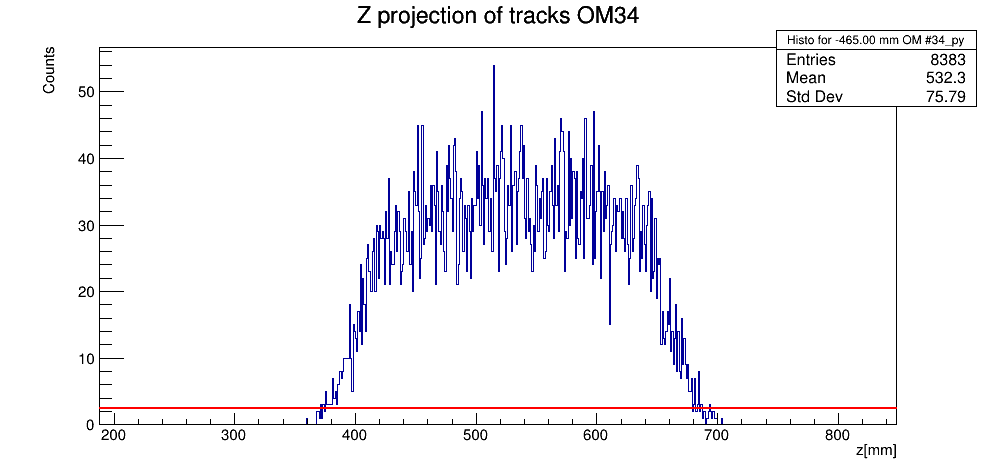 Z projection of tracks OM34
Histo for -465.00 mm OM #34_py
Entries 8383
Mean 532.3
Std Dev 75.79
Counts
50
40
30
20
10
0
200 300 400 500 600 700 800
z[mm]